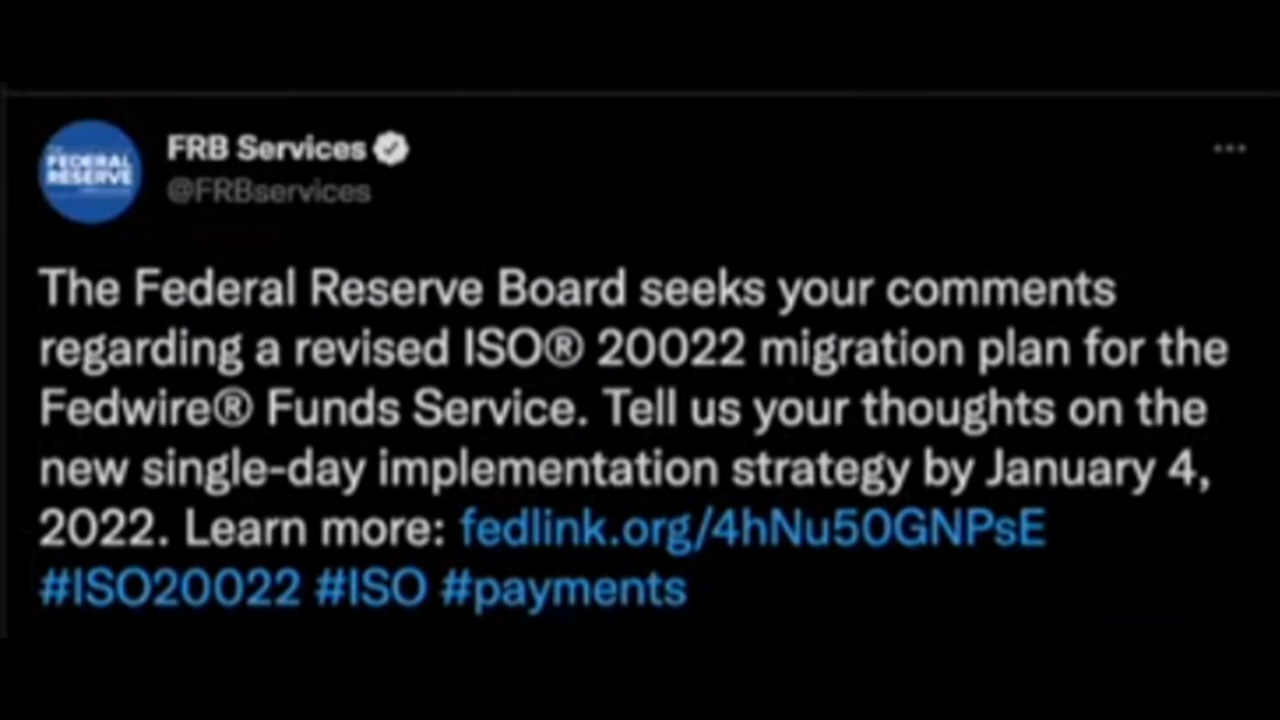 FEDERAL
RESERVE
FRB Services
@FRBservices
The Federal Reserve Board seeks your comments
regarding a revised ISO® 20022 migration plan for the
Fedwire® Funds Service. Tell us your thoughts on the
new single-day implementation strategy by January 4,
2022. Learn more: fedlink.org/4hNu50GNPsE
#ISO20022 #ISO #payments